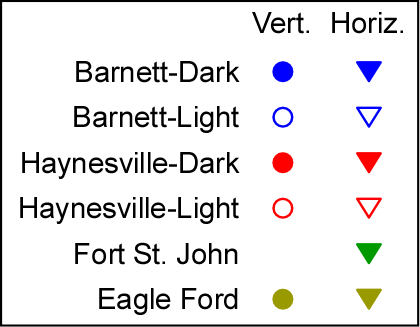 Vert. Horiz.
Barnett-Dark
Barnett-Light
Haynesville-Dark
Haynesville-Light
Fort St. John
Eagle Ford